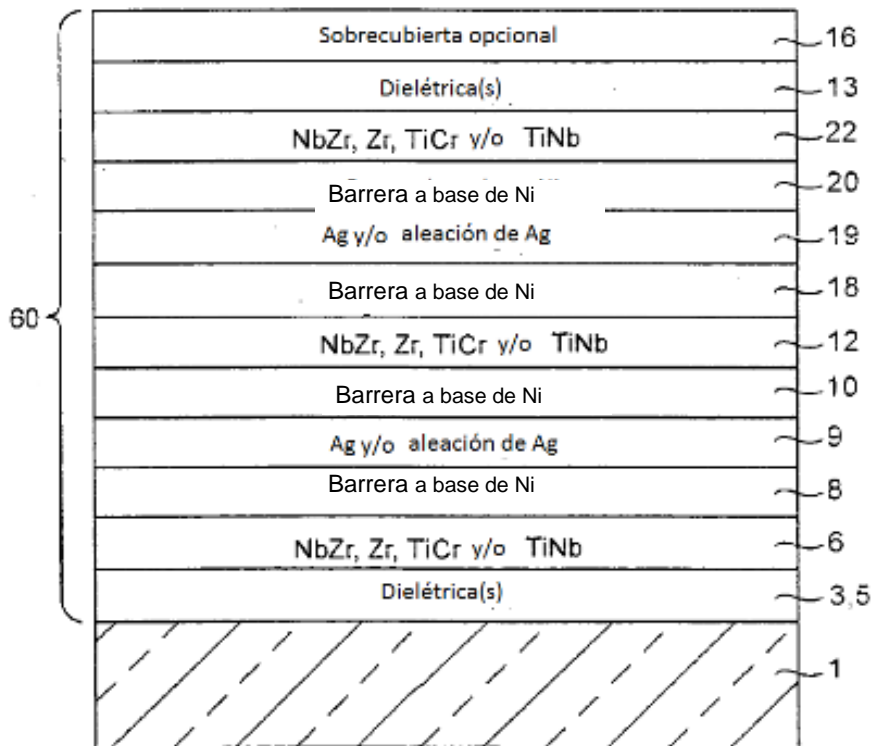 Sobrecubierta opcional 16
Dielétrica(s) 13
NbZr, Zr, TiCr y/o TiNb 22
Barrera a base de Ni 20
Ag y/o aleación de Ag 19
Barrera a base de Ni 18
60
NbZr, Zr, TiCr y/o TiNb 12
Barrera a base de Ni 10
Ag y/o aleación de Ag 9
Barrera a base de Ni 8
NbZr, Zr, TiCr y/o TiNb 6
Dielétrica(s) 3,5
1